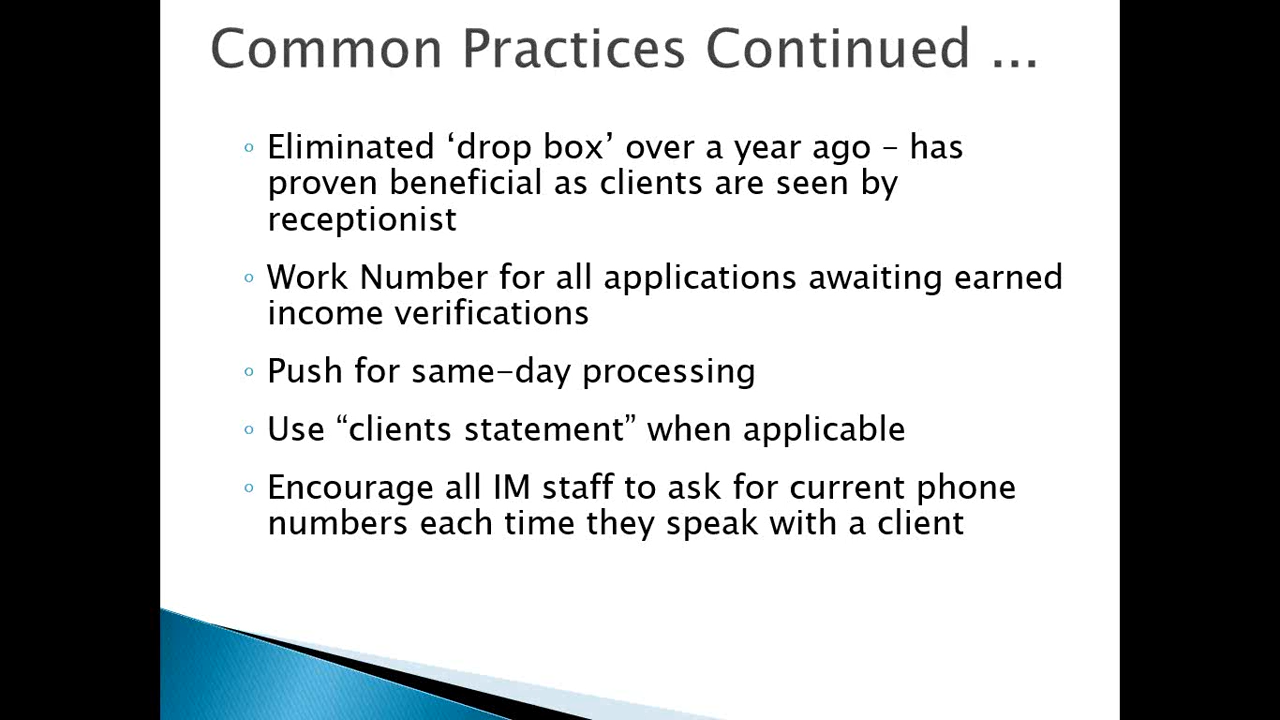 Common Practices Continued ...
◦ Eliminated ‘drop box’ over a year ago – has
proven beneficial as clients are seen by
receptionist
◦ Work Number for all applications awaiting earned
income verifications
◦ Push for same-day processing
◦ Use “clients statement” when applicable
◦ Encourage all IM staff to ask for current phone
numbers each time they speak with a client